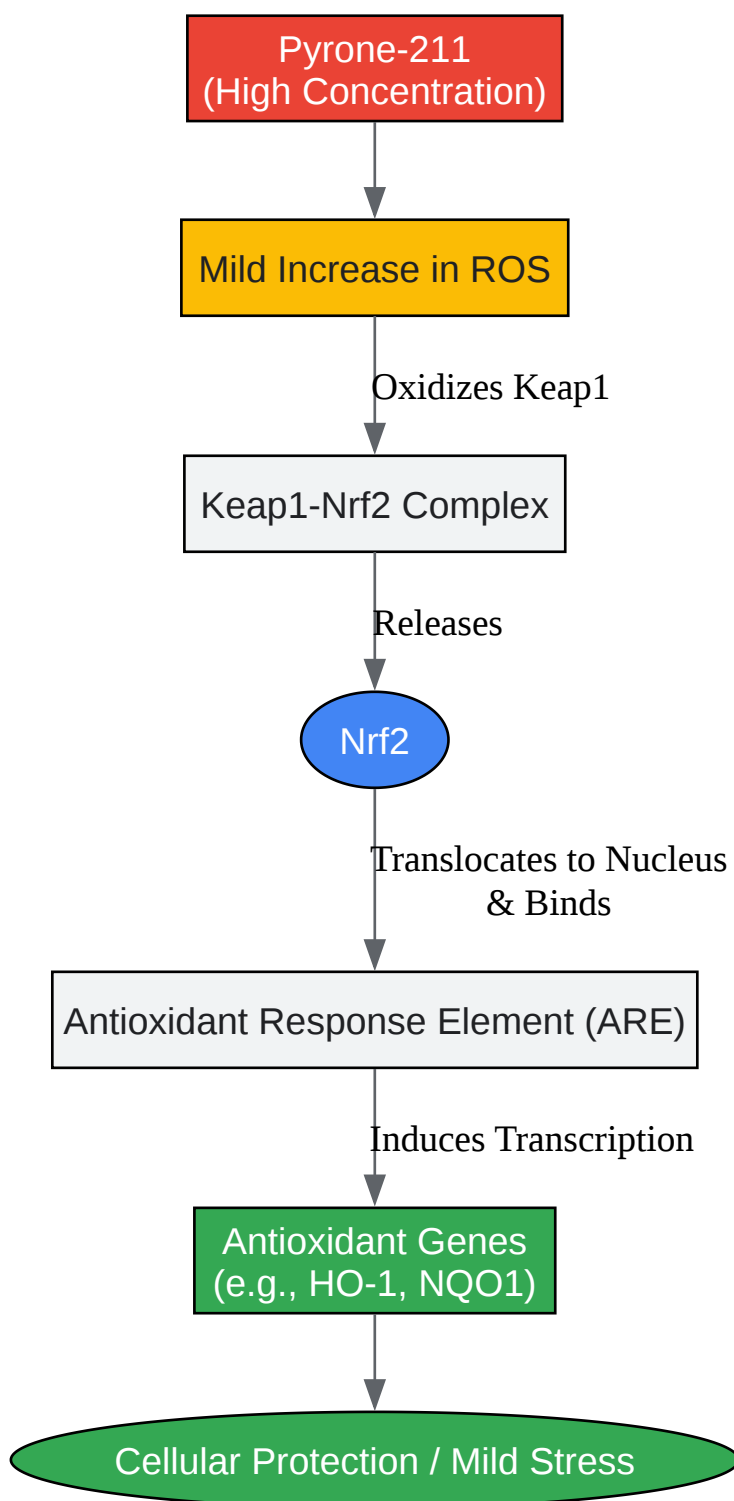 Pyrone-211
(High Concentration)
Mild Increase in ROS
Oxidizes Keap1
Keap1-Nrf2 Complex
Releases
Nrf2
Translocates to Nucleus
& Binds
Antioxidant Response Element (ARE)
Induces Transcription
Antioxidant Genes
(e.g., HO-1, NQO1)
Cellular Protection / Mild Stress